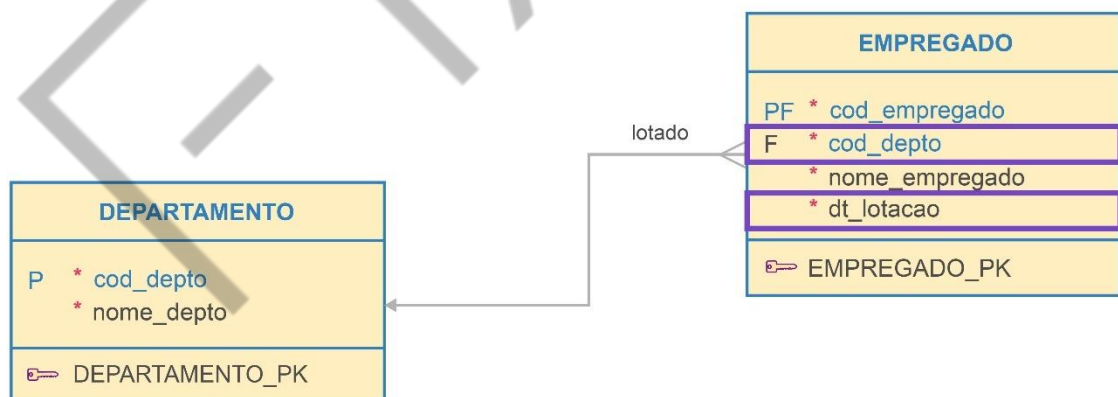 EMPREGADO
PF * cod_empregado
F * cod_depto
* nome_empregado
* dt_lotacao
EMPREGADO_PK
lotado
DEPARTAMENTO
P * cod_depto
* nome_depto
DEPARTAMENTO_PK